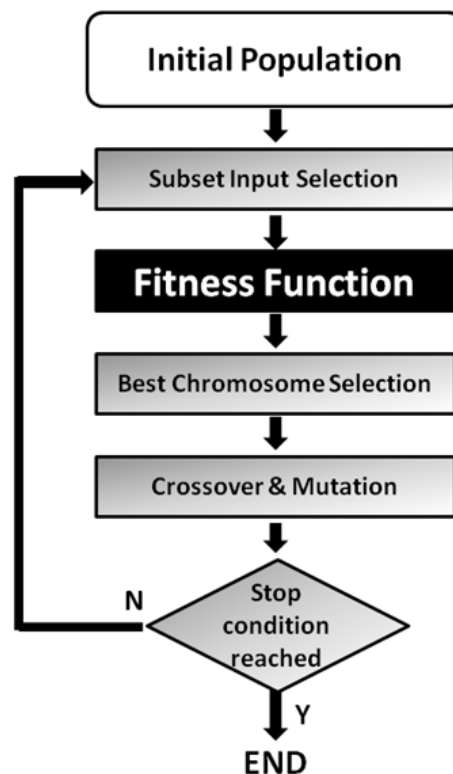 Initial Population
Subset Input Selection
Fitness Function
Best Chromosome Selection
Crossover & Mutation
Stop
condition
reached
N
Y
END